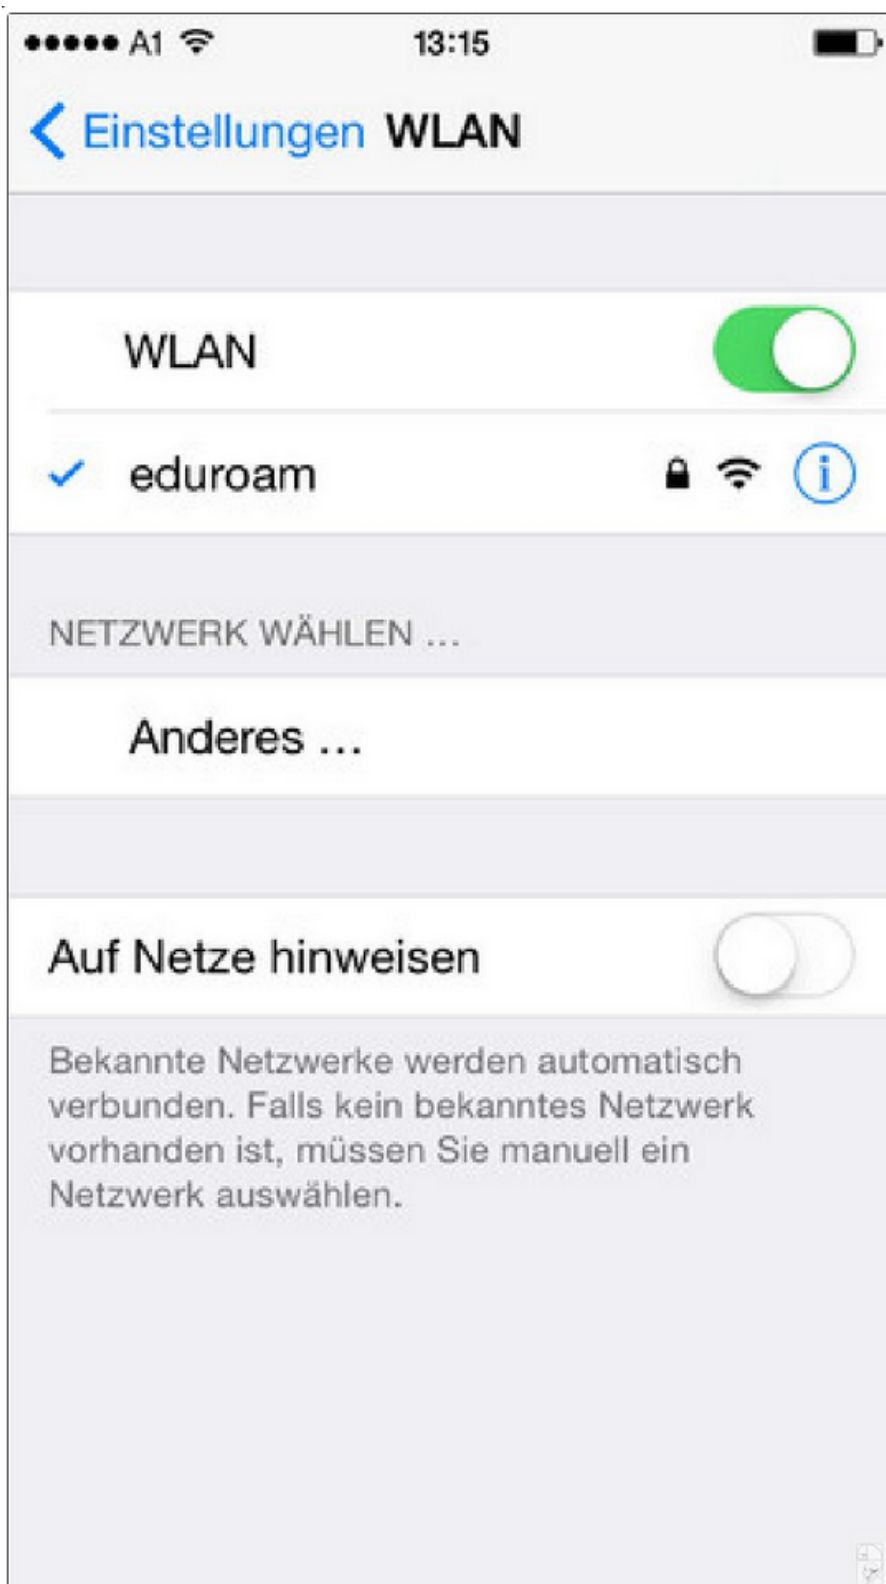 A1 13:15
Einstellungen WLAN
WLAN
eduroam
NETZWERK WÄHLEN ...
Anderes ...
Auf Netze hinweisen
Bekannte Netzwerke werden automatisch
verbunden. Falls kein bekanntes Netzwerk
vorhanden ist, müssen Sie manuell ein
Netzwerk auswählen.